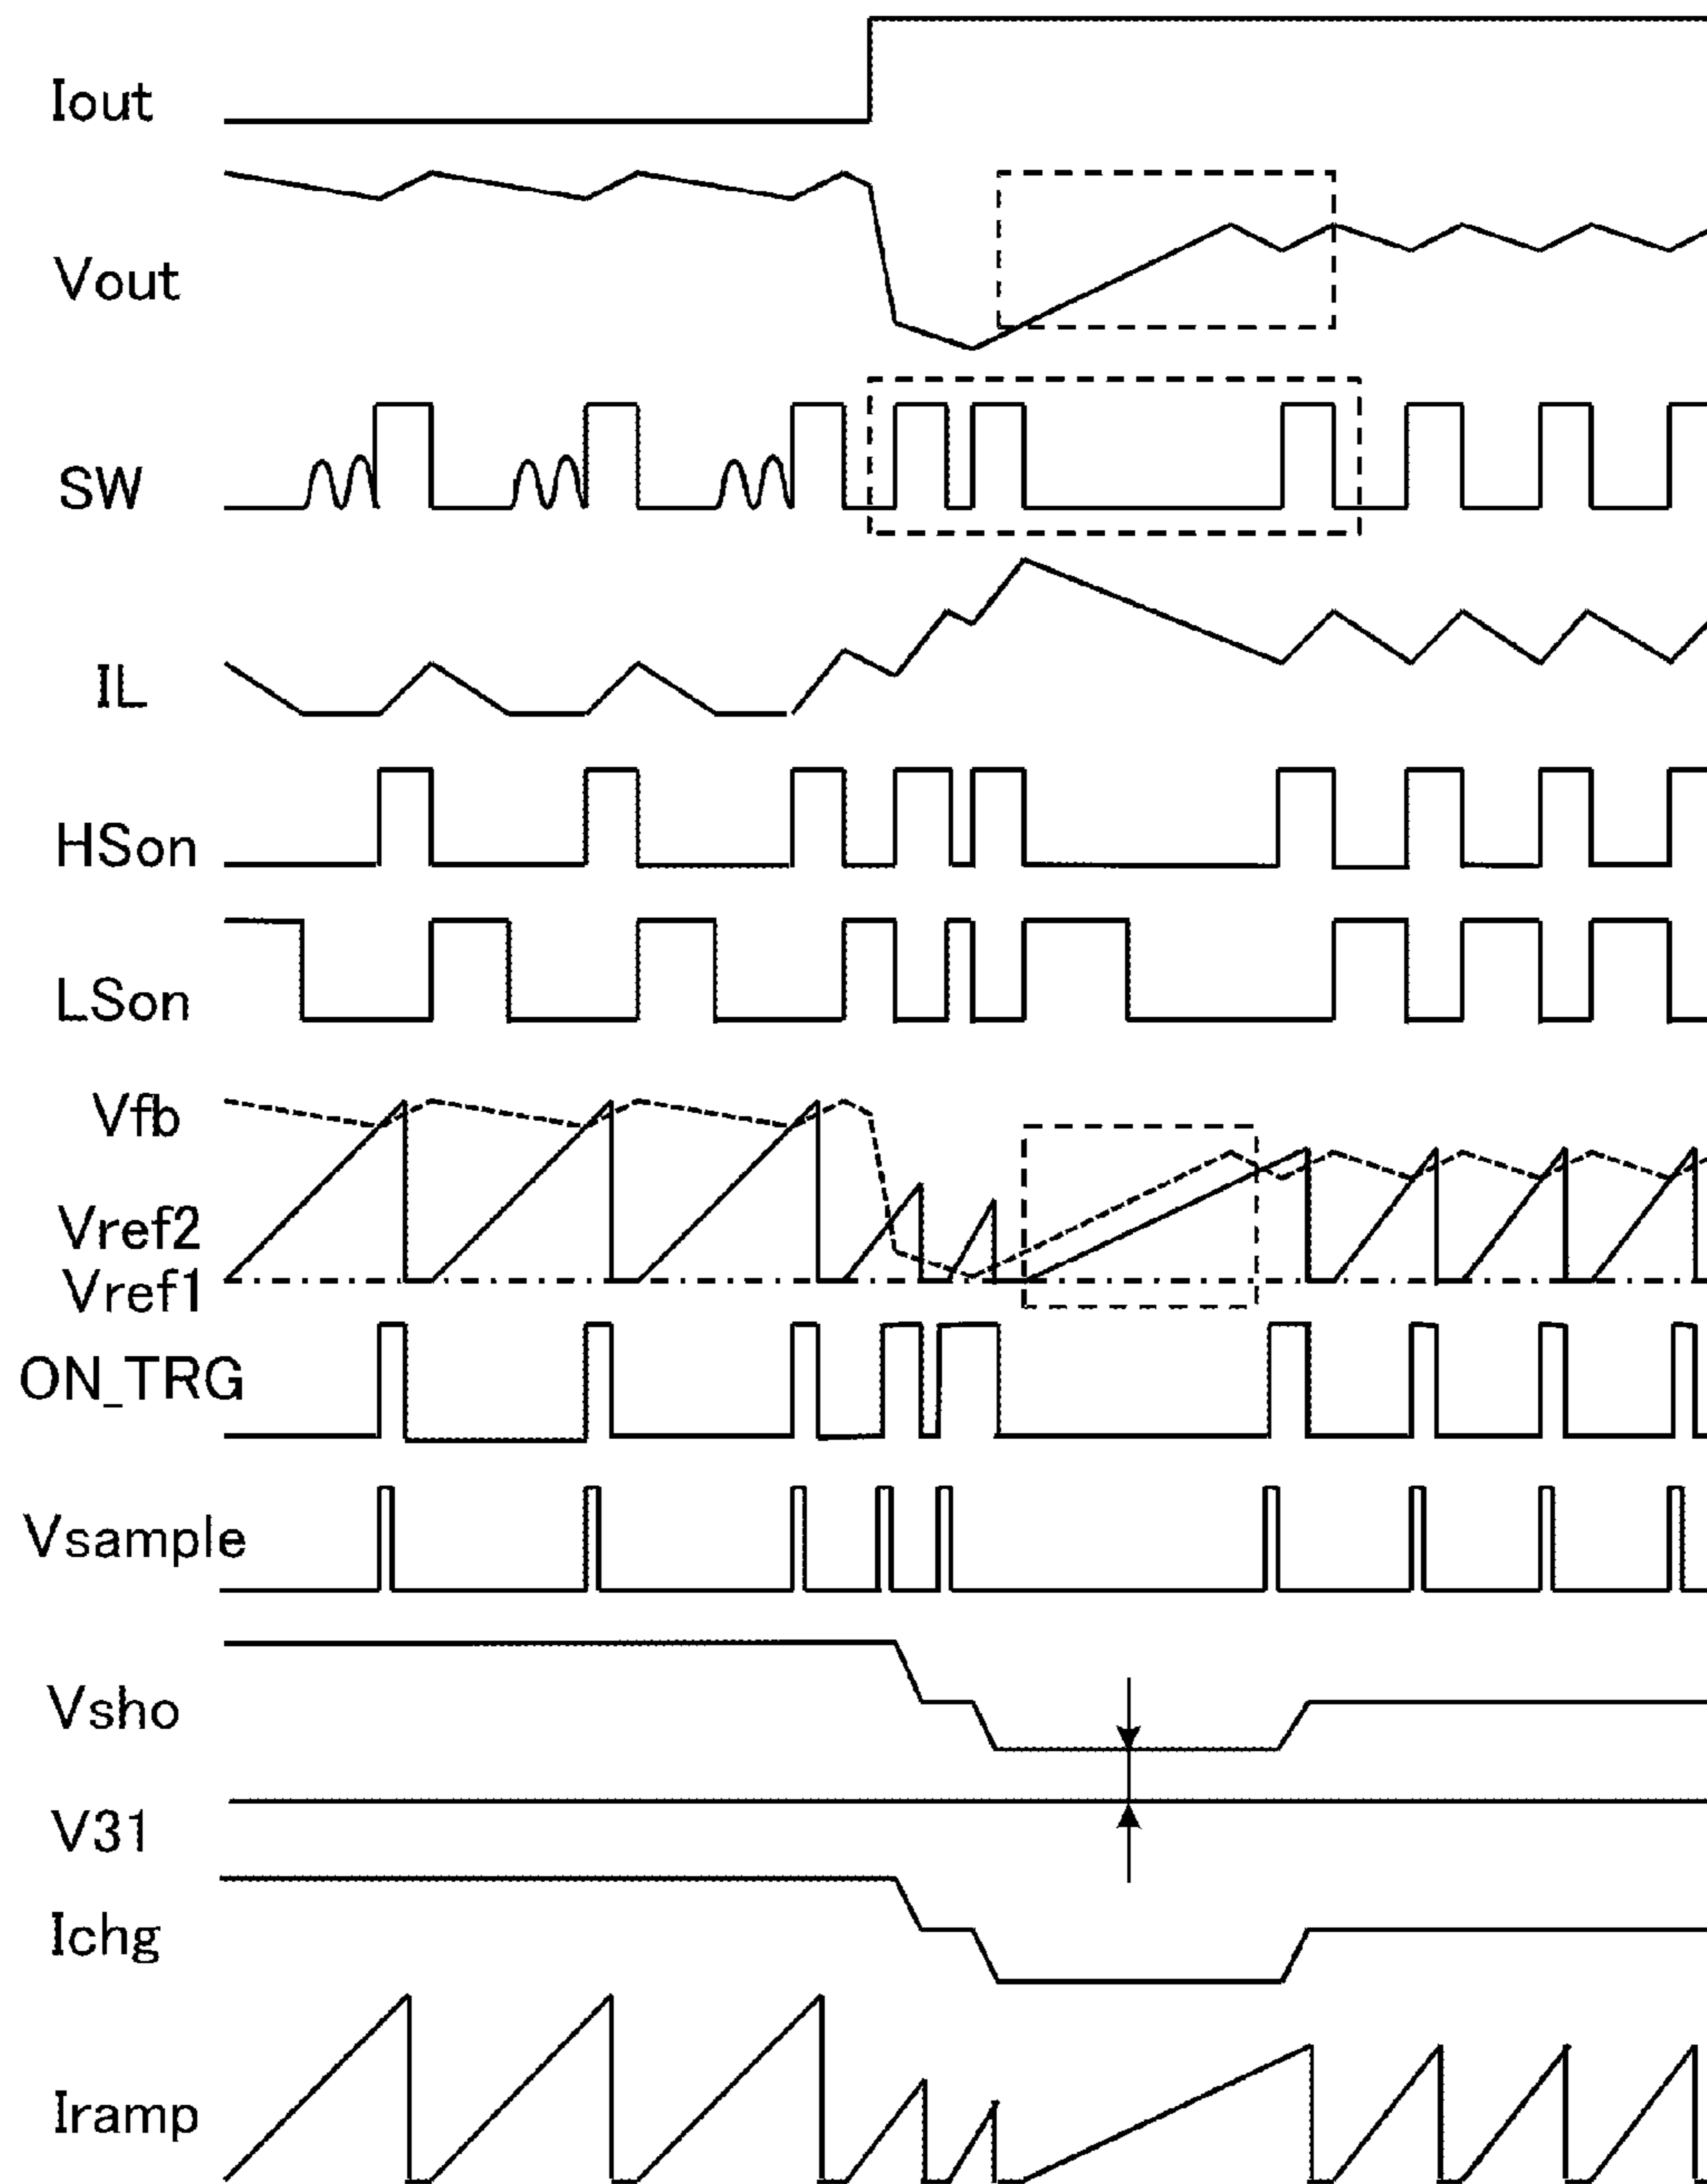 Iout
Vout
SW
IL
HSon
LSon
Vfb
Vref2
Vref1
ON_TRG
Vsample
Vsho
V31
Ichg
Iramp